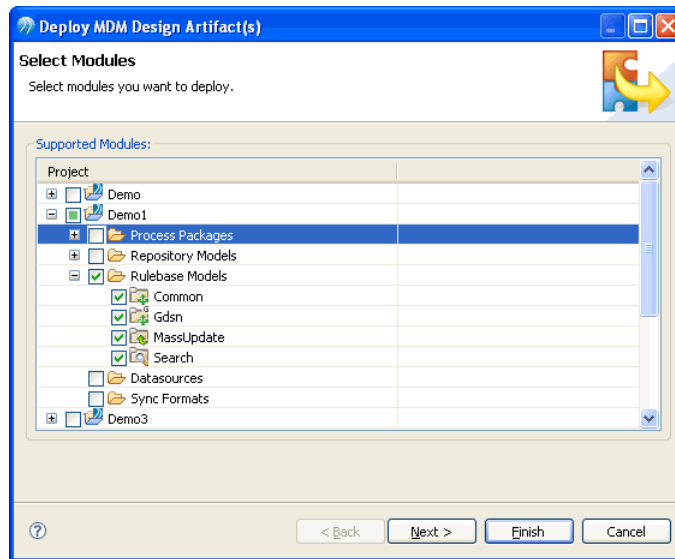 Deploy MDM Design Artifact(s)
Select Modules
Select modules you want to deploy.
Supported Modules:
Project
Demo
Demo1
Process Packages
Repository Models
Rulebase Models
Common
Gdsn
MassUpdate
Search
Datasources
Sync Formats
Demo3
< Back Next > Finish Cancel